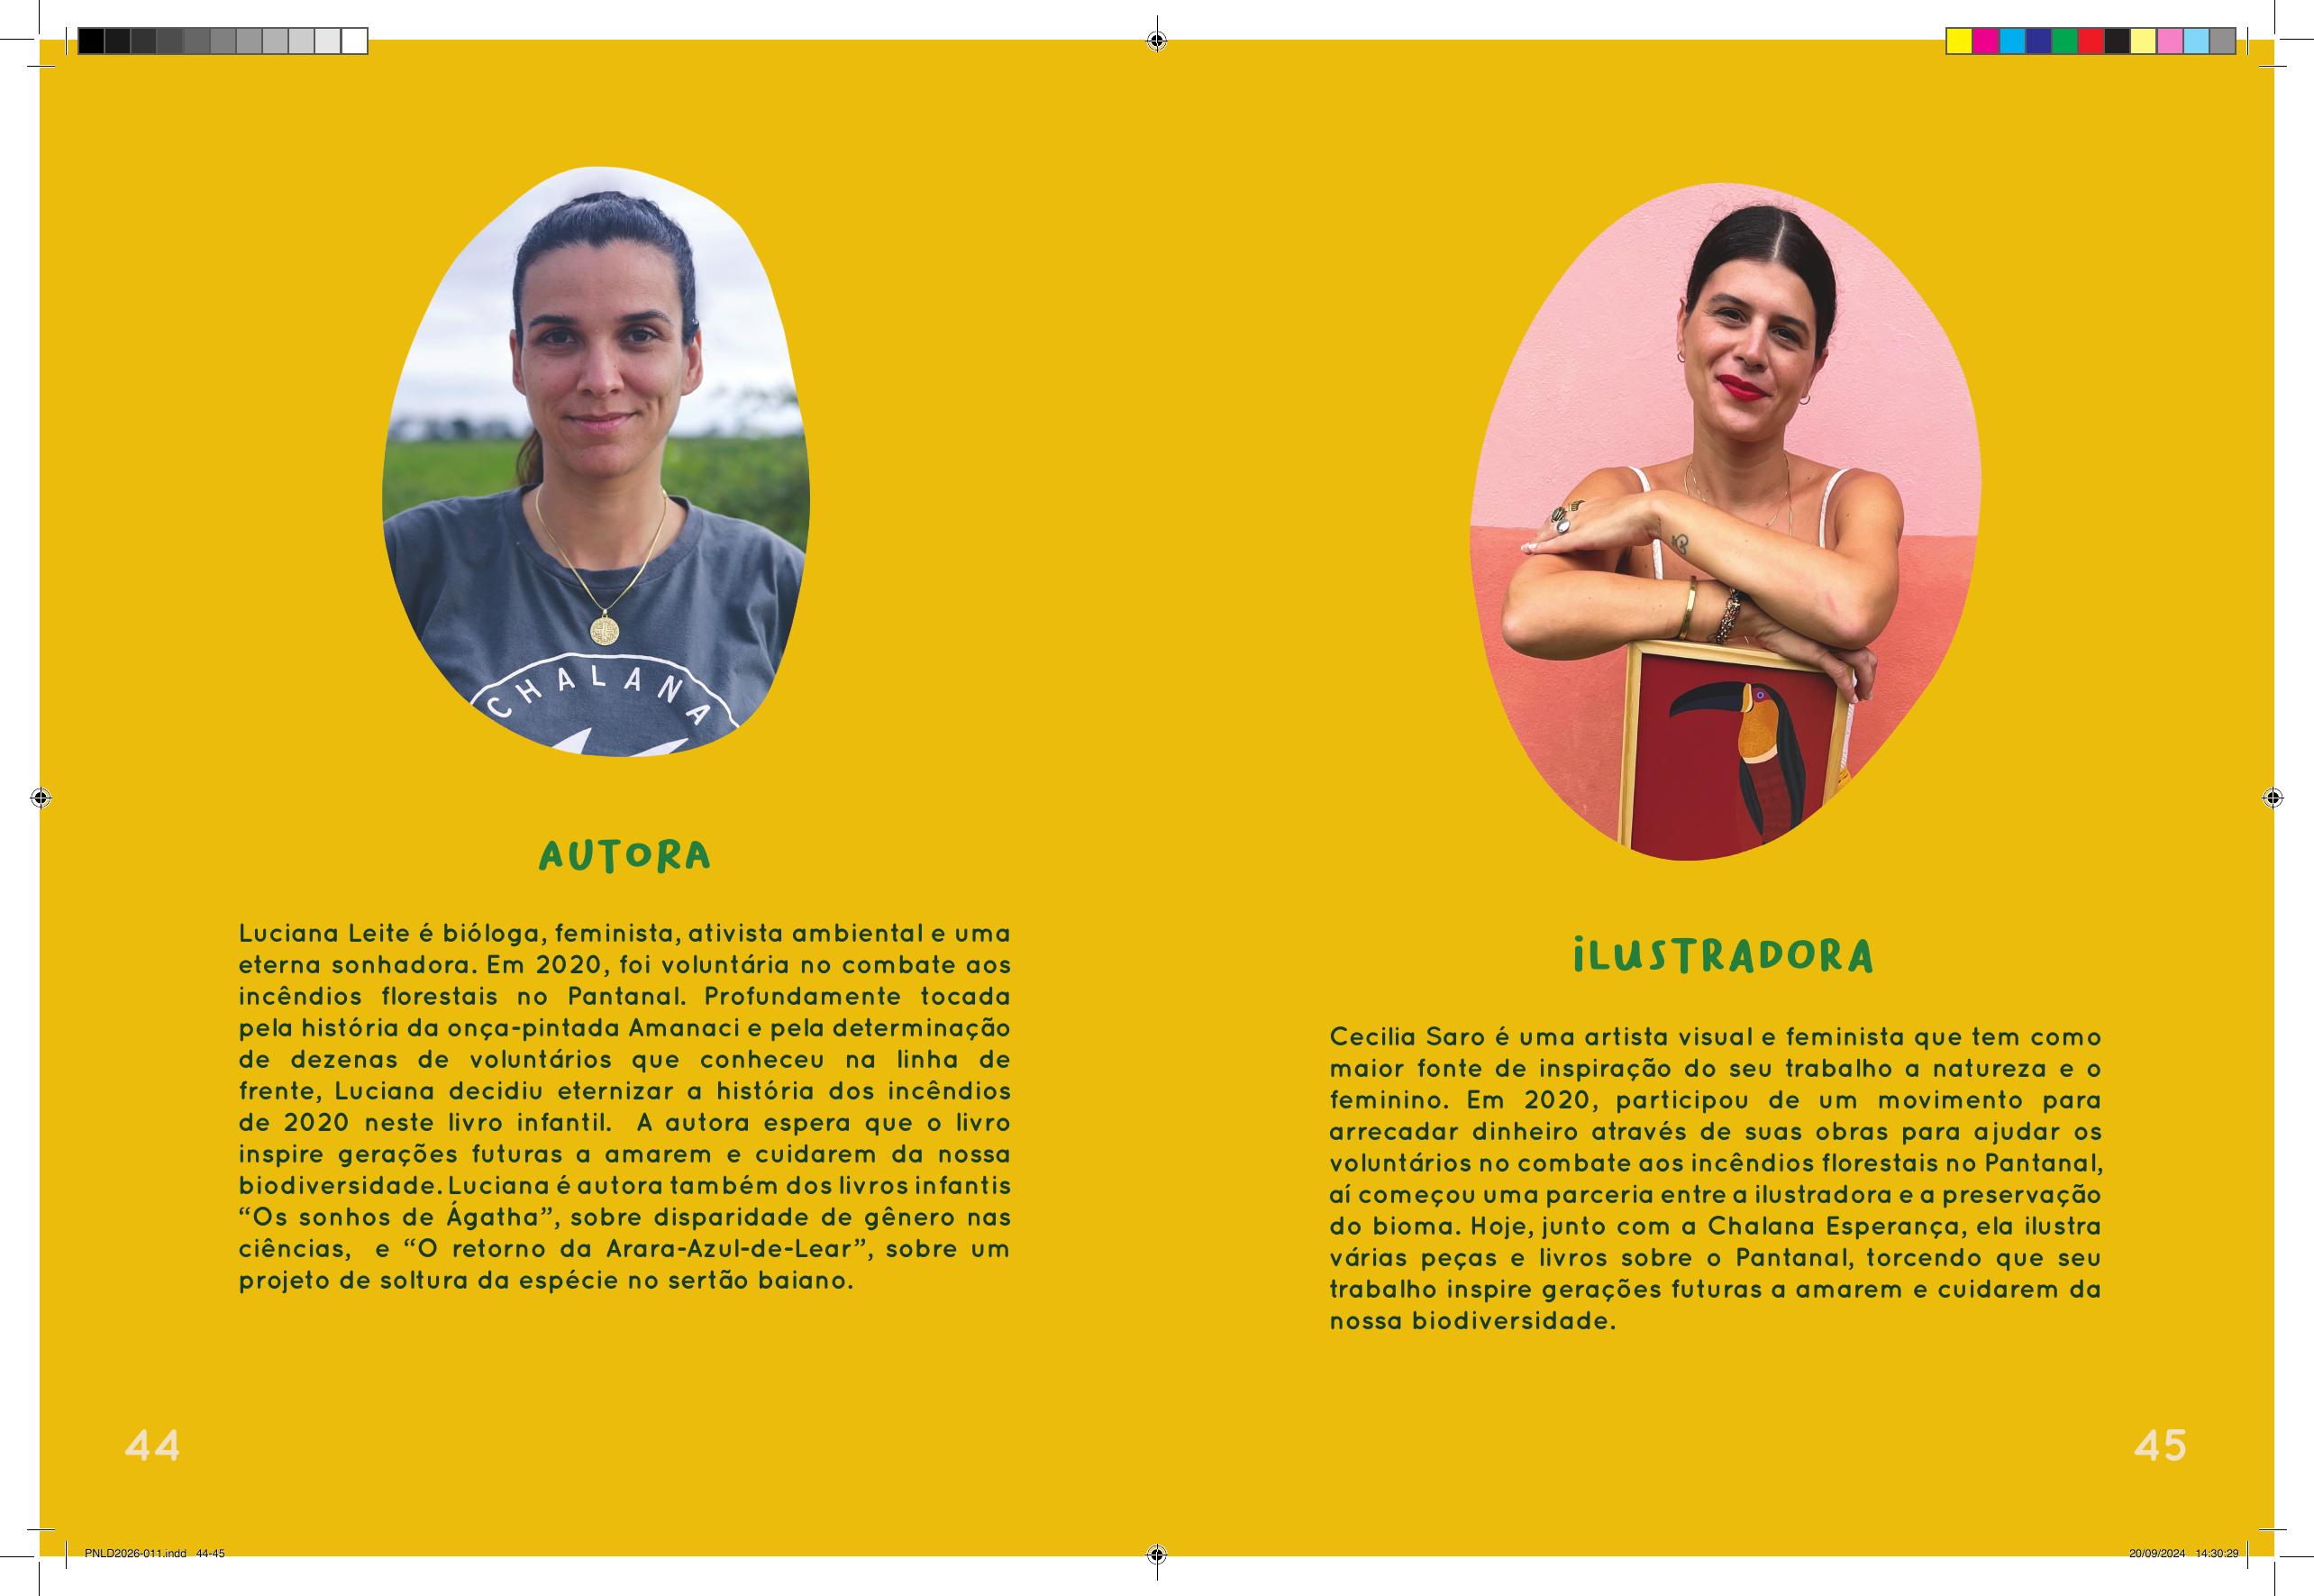 CHALANA
AUTORA
Luciana Leite é bióloga, feminista, ativista ambiental e uma
eterna sonhadora. Em 2020, foi voluntária no combate aos
incêndios florestais no Pantanal. Profundamente tocada
pela história da onça-pintada Amanaci e pela determinação
de dezenas de voluntários que conheceu na linha de
frente, Luciana decidiu eternizar a história dos incêndios
de 2020 neste livro infantil. A autora espera que o livro
inspire gerações futuras a amarem e cuidarem da nossa
biodiversidade. Luciana é autora também dos livros infantis
“Os sonhos de Ágatha”, sobre disparidade de gênero nas
ciências, e “O retorno da Arara-Azul-de-Lear”, sobre um
projeto de soltura da espécie no sertão baiano.
44
iLUSTRADORA
Cecilia Saro é uma artista visual e feminista que tem como
maior fonte de inspiração do seu trabalho a natureza e o
feminino. Em 2020, participou de um movimento para
arrecadar dinheiro através de suas obras para ajudar os
voluntários no combate aos incêndios florestais no Pantanal,
aí começou uma parceria entre a ilustradora e a preservação
do bioma. Hoje, junto com a Chalana Esperança, ela ilustra
várias peças e livros sobre o Pantanal, torcendo que seu
trabalho inspire gerações futuras a amarem e cuidarem da
nossa biodiversidade.
45
PNLD2026-011.indd 44-45
20/09/2024 14:30:29